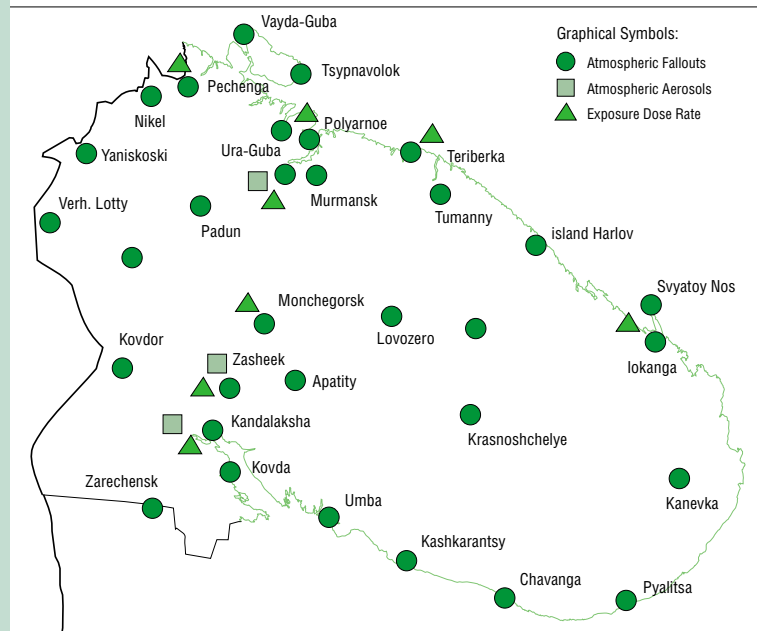 Vayda-Guba
Graphical Symbols:
Atmospheric Fallouts
Tsypnavolok
Pechenga
Atmospheric Aerosols
Nikel
Exposure Dose Rate
Polyarnoe
Ura-Guba
Yaniskoski
Teriberka
Murmansk
Verh. Lotty
Tumanny
Padun
island Harlov
Svyatoy Nos
Monchegorsk
Lovozero
Kovdor
Zasheek
Iokanga
Apatity
Kandalaksha
Krasnoshchelye
Kovda
Zarechensk
Umba
Kanevka
Kashkarantsy
Chavanga
Pyalitsa